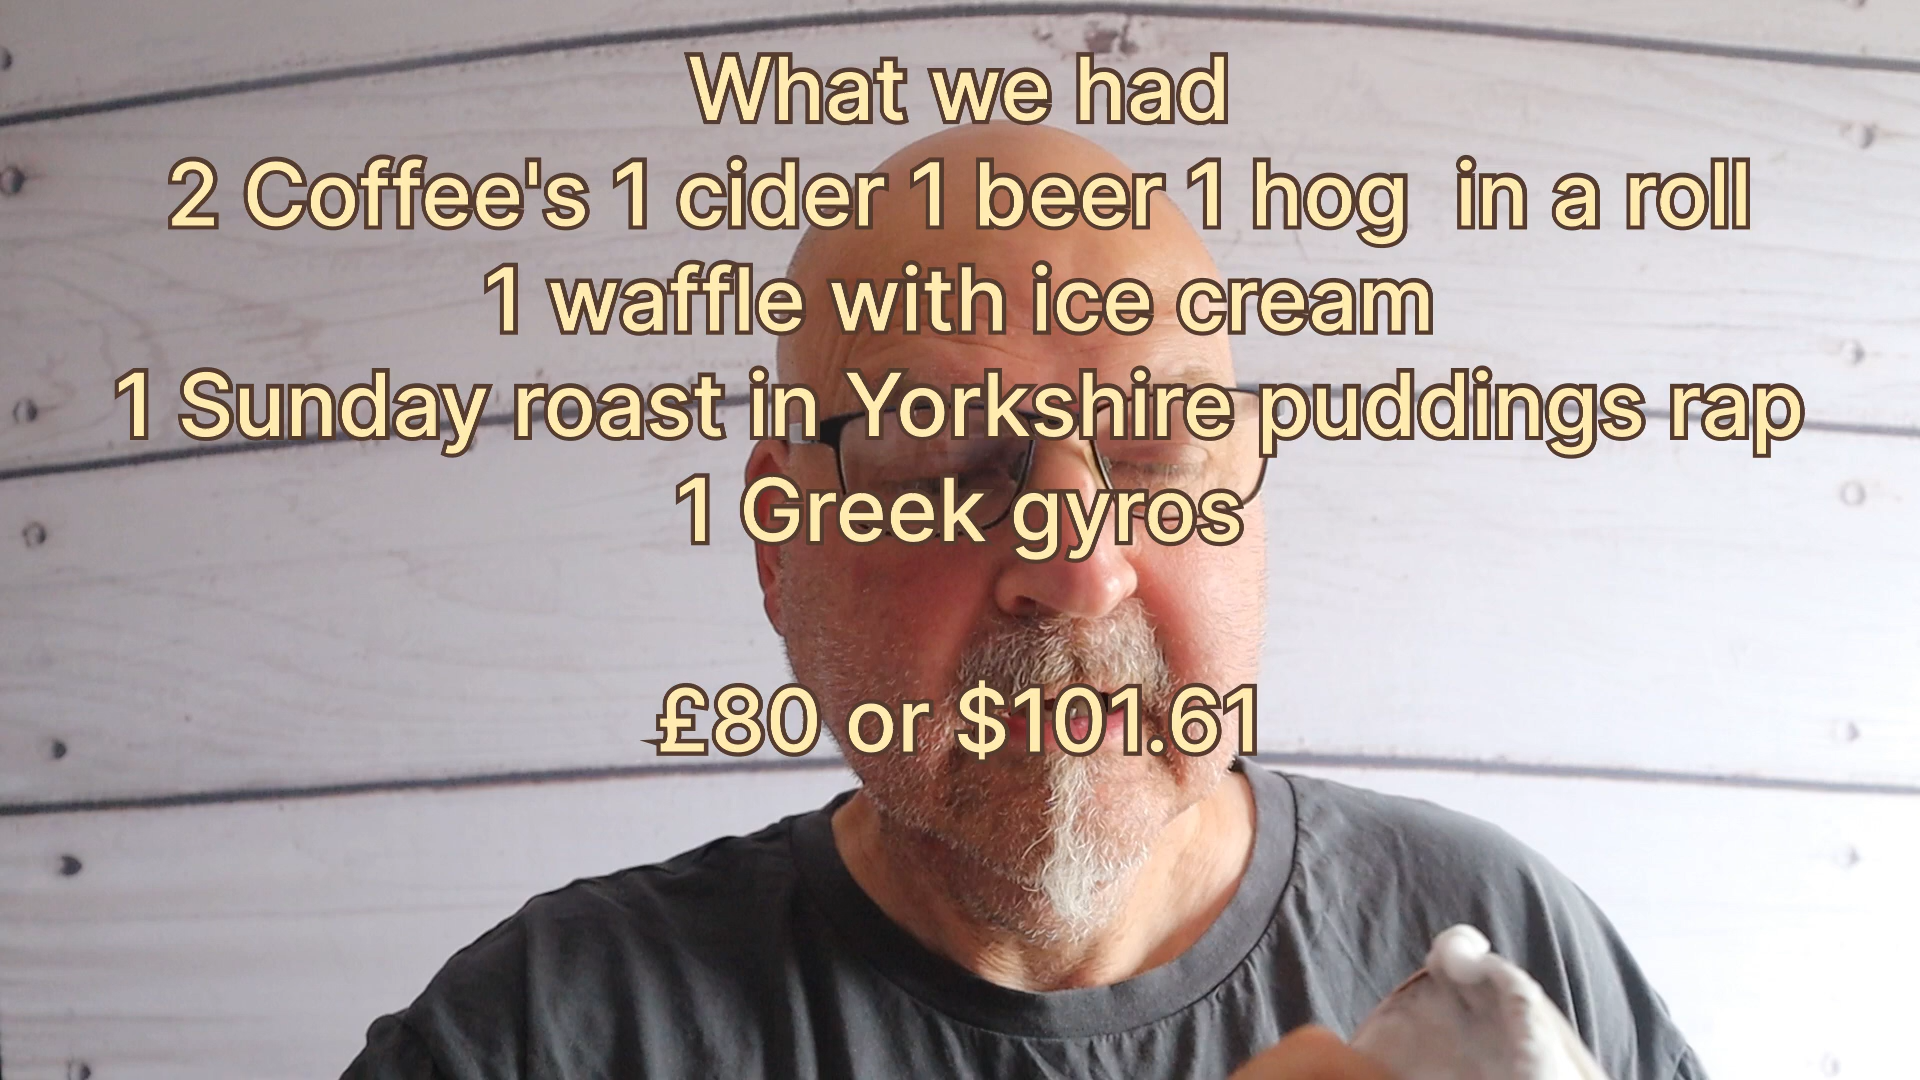 What we had
2 Coffee's 1 cider 1 beer 1 hog in a roll
1 waffle with ice cream
1 Sunday roast in Yorkshire puddings rap
1 Greek gyros
£80 or $101.61